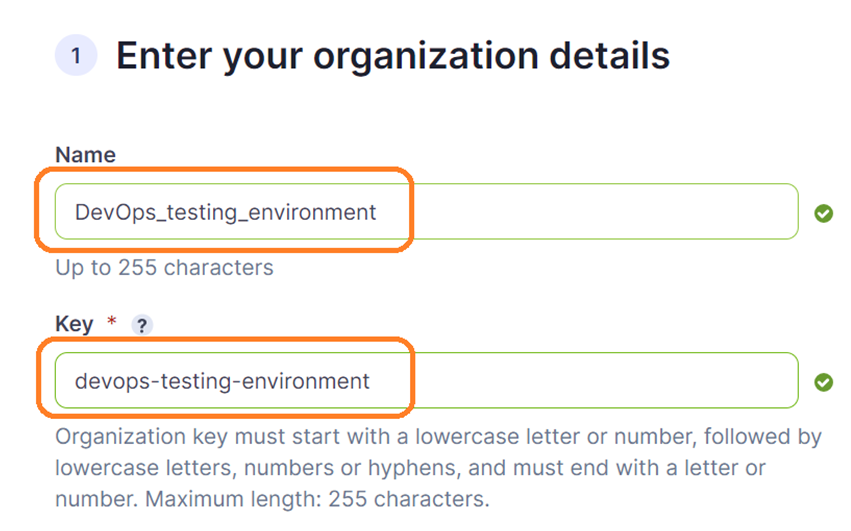 1 Enter your organization details
Name
DevOps_testing_environment
Up to 255 characters
Key * ?
devops-testing-environment
Organization key must start with a lowercase letter or number, followed by
lowercase letters, numbers or hyphens, and must end with a letter or
number. Maximum length: 255 characters.